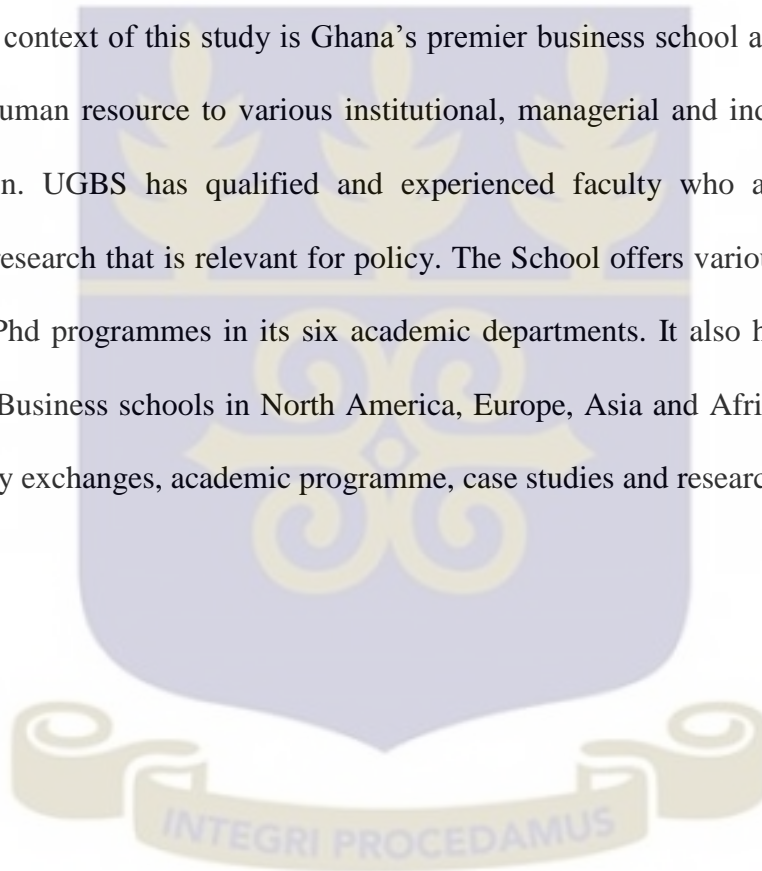 context of this study is Ghana’s premier business school a
uman resource to various institutional, managerial and in
n. UGBS has qualified and experienced faculty who a
esearch that is relevant for policy. The School offers vario
Phd programmes in its six academic departments. It also h
Business schools in North America, Europe, Asia and Afri
y exchanges, academic programme, case studies and researc
INTEGRI PROCEDAMUS